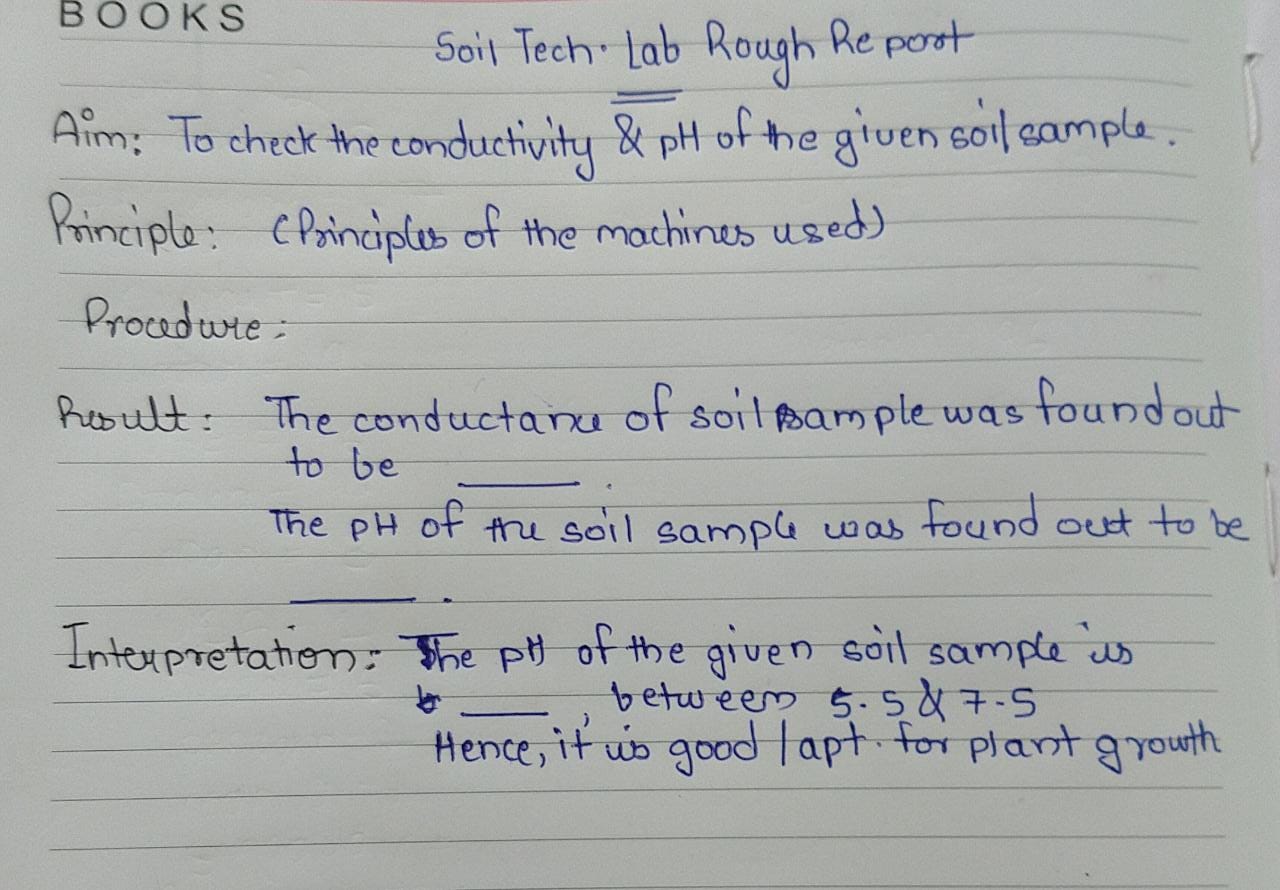 BOOKS
Soil Tech. Lab Rough Report
Aim: To check the conductivity & pH of the given soil sample.
Principle: (Principles of the machines used)
Procedure:
Result: The conductance of soil sample was found out
to be ______.
The pH of the soil sample was found out to be
______.
Interpretation: The pH of the given soil sample is
______, between 5.5 & 7.5
Hence, it is good / apt. for plant growth